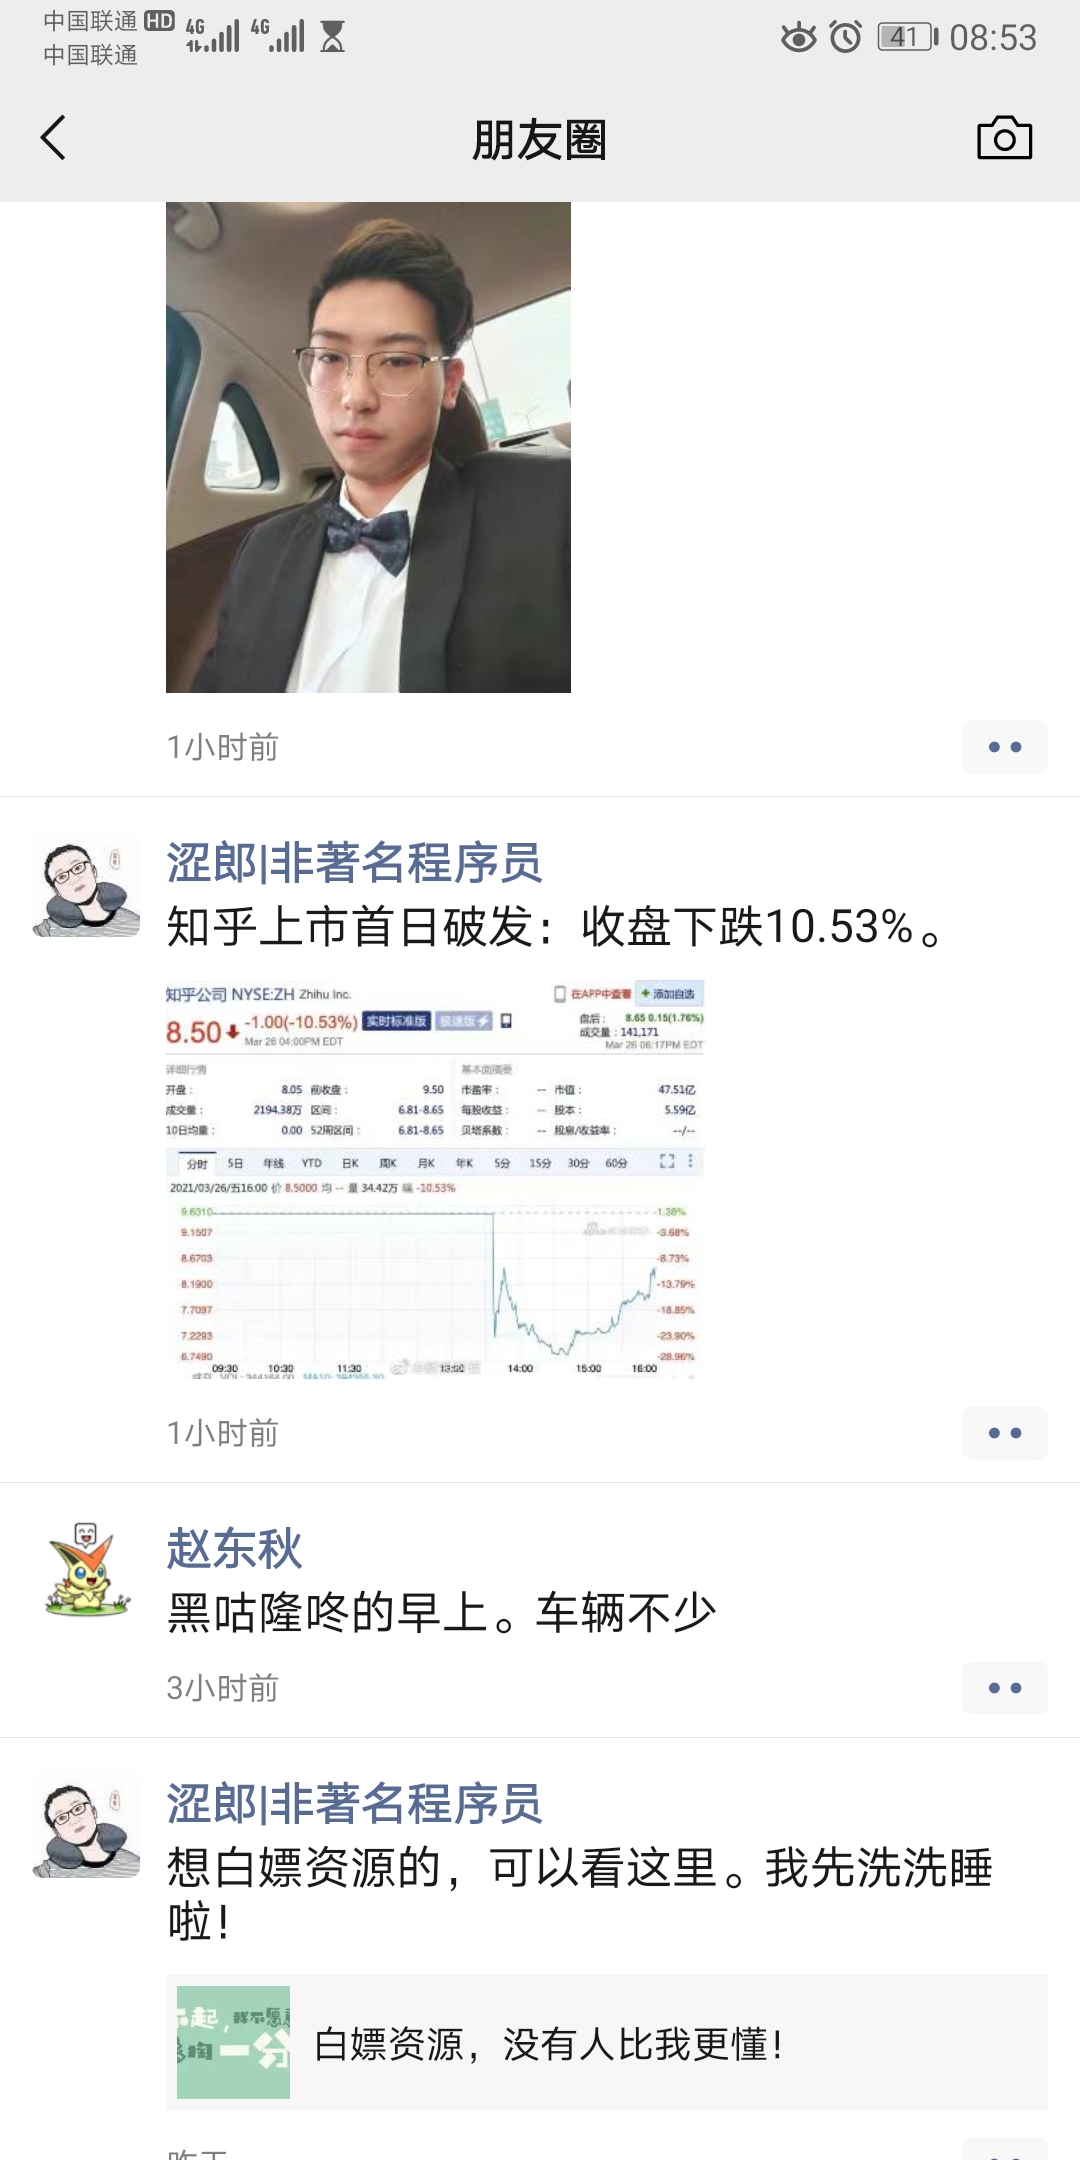 中国联通 HD 4G 4G 41 08:53
中国联通
朋友圈
1小时前
涩郎|非著名程序员
知乎上市首日破发：收盘下跌10.53%。
知乎公司 NYSE:ZH Zhihu Inc. 在APP中查看 +添加自选
8.50 -1.00(-10.53%) 实时标准版 极速版 盘后： 8.65 0.15(1.76%)
成交量：141,171
Mar 26 04:00PM EDT Mar 26 06:17PM EDT
详细行情 基本面摘要
开盘： 8.05 前收盘： 9.50 市盈率： -- 市值： 47.51亿
成交量： 2194.38万 区间： 6.81-8.65 每股收益： -- 股本： 5.59亿
10日均量： 0.00 52周区间： 6.81-8.65 贝塔系数： -- 股息/收益率： --/--
分时 5日 年线 YTD 日K 周K 月K 年K 5分 15分 30分 60分
2021/03/26/五16:00 价 8.5000 均 -- 量 34.42万 幅 -10.53%
9.6310 1.38%
9.1507 -3.68%
8.6703 -8.73%
8.1900 -13.79%
7.7097 -18.85%
7.2293 -23.90%
6.7490 -28.96%
09:30 10:30 11:30 13:00 14:00 15:00 16:00
1小时前
赵东秋
黑咕隆咚的早上。车辆不少
3小时前
涩郎|非著名程序员
想白嫖资源的，可以看这里。我先洗洗睡
啦！
起，我不愿
掏一分
白嫖资源，没有人比我更懂！
昨天